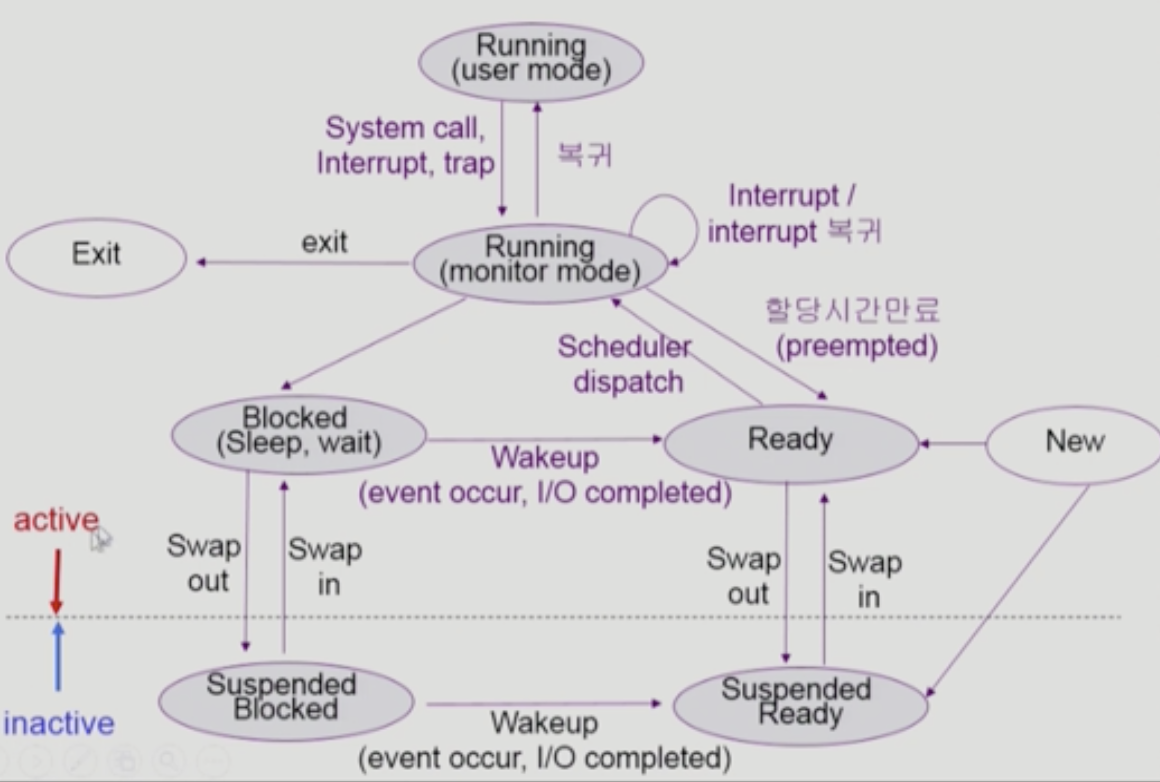 Running
(user mode)
System call,
Interrupt, trap
복귀
Interrupt /
interrupt 복귀
Exit
exit
Running
(monitor mode)
할당시간만료
(preempted)
Scheduler
dispatch
Blocked
(Sleep, wait)
Ready
New
Wakeup
(event occur, I/O completed)
active
Swap
out
Swap
in
Swap
out
Swap
in
inactive
Suspended
Blocked
Suspended
Ready
Wakeup
(event occur, I/O completed)